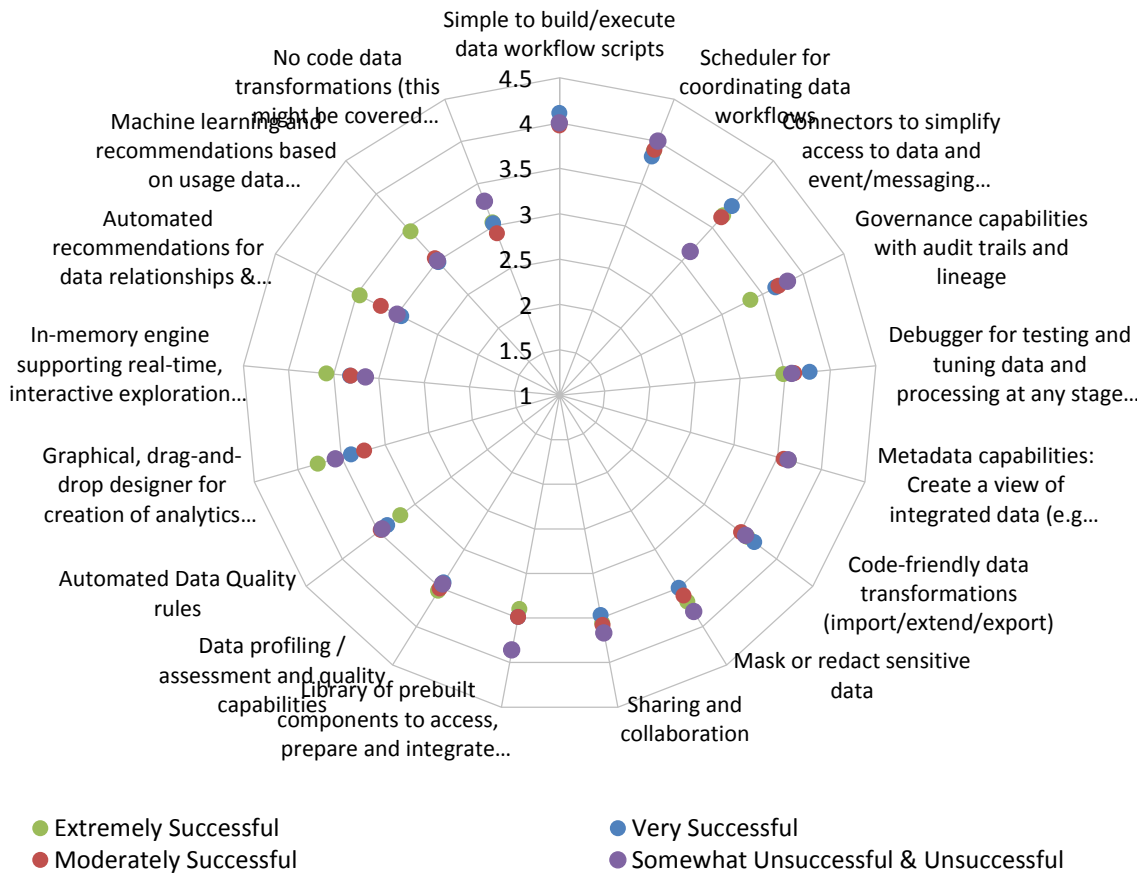 Simple to build/execute
data workflow scripts
Scheduler for
coordinating data
workflows
Connectors to simplify
access to data and
event/messaging...
Governance capabilities
with audit trails and
lineage
Debugger for testing and
tuning data and
processing at any stage...
Metadata capabilities:
Create a view of
integrated data (e.g...
Code-friendly data
transformations
(import/extend/export)
Mask or redact sensitive
data
Sharing and
collaboration
Library of prebuilt
components to access,
prepare and integrate...
Data profiling /
assessment and quality
capabilities
Automated Data Quality
rules
Graphical, drag-and-
drop designer for
creation of analytics...
In-memory engine
supporting real-time,
interactive exploration...
Automated
recommendations for
data relationships &...
Machine learning and
recommendations based
on usage data...
No code data
transformations (this
might be covered...
4.5
4
3.5
3
2.5
2
1.5
1
Extremely Successful
Very Successful
Moderately Successful
Somewhat Unsuccessful & Unsuccessful